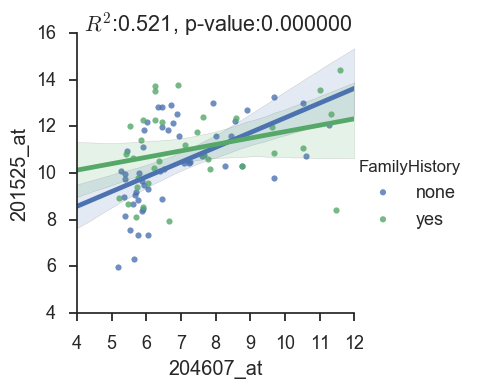 R²:0.521, p-value:0.000000
16
14
12
10
8
6
4
201525_at
4 5 6 7 8 9 10 11 12
204607_at
FamilyHistory
none
yes